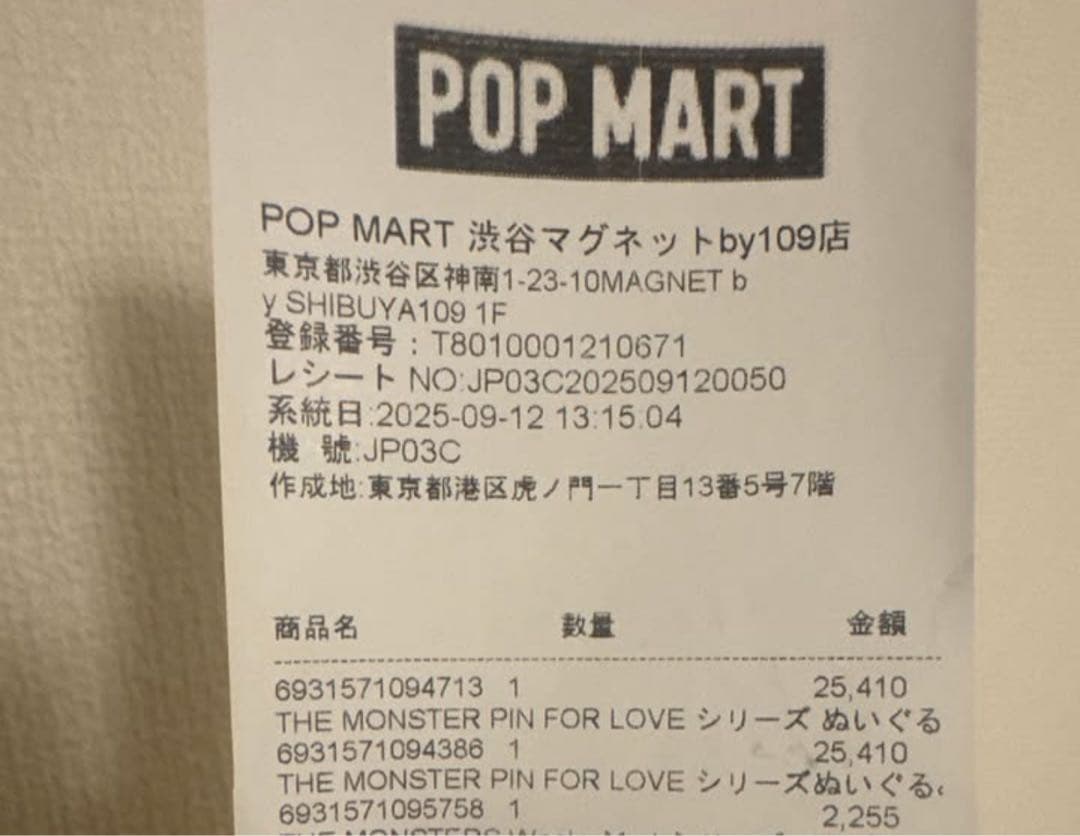 POP MART
POP MART 渋谷マグネットby109店
東京都渋谷区神南1-23-10MAGNET b
y SHIBUYA109 1F
登録番号：T8010001210671
レシート NO:JP03C202509120050
系統日:2025-09-12 13:15:04
機 號:JP03C
作成地:東京都港区虎ノ門一丁目13番5号7階
商品名 数量 金額
6931571094713 1 25,410
THE MONSTER PIN FOR LOVE シリーズ ぬいぐる
6931571094386 1 25,410
THE MONSTER PIN FOR LOVE シリーズぬいぐる
6931571095758 1 2,255
THE MONSTERS